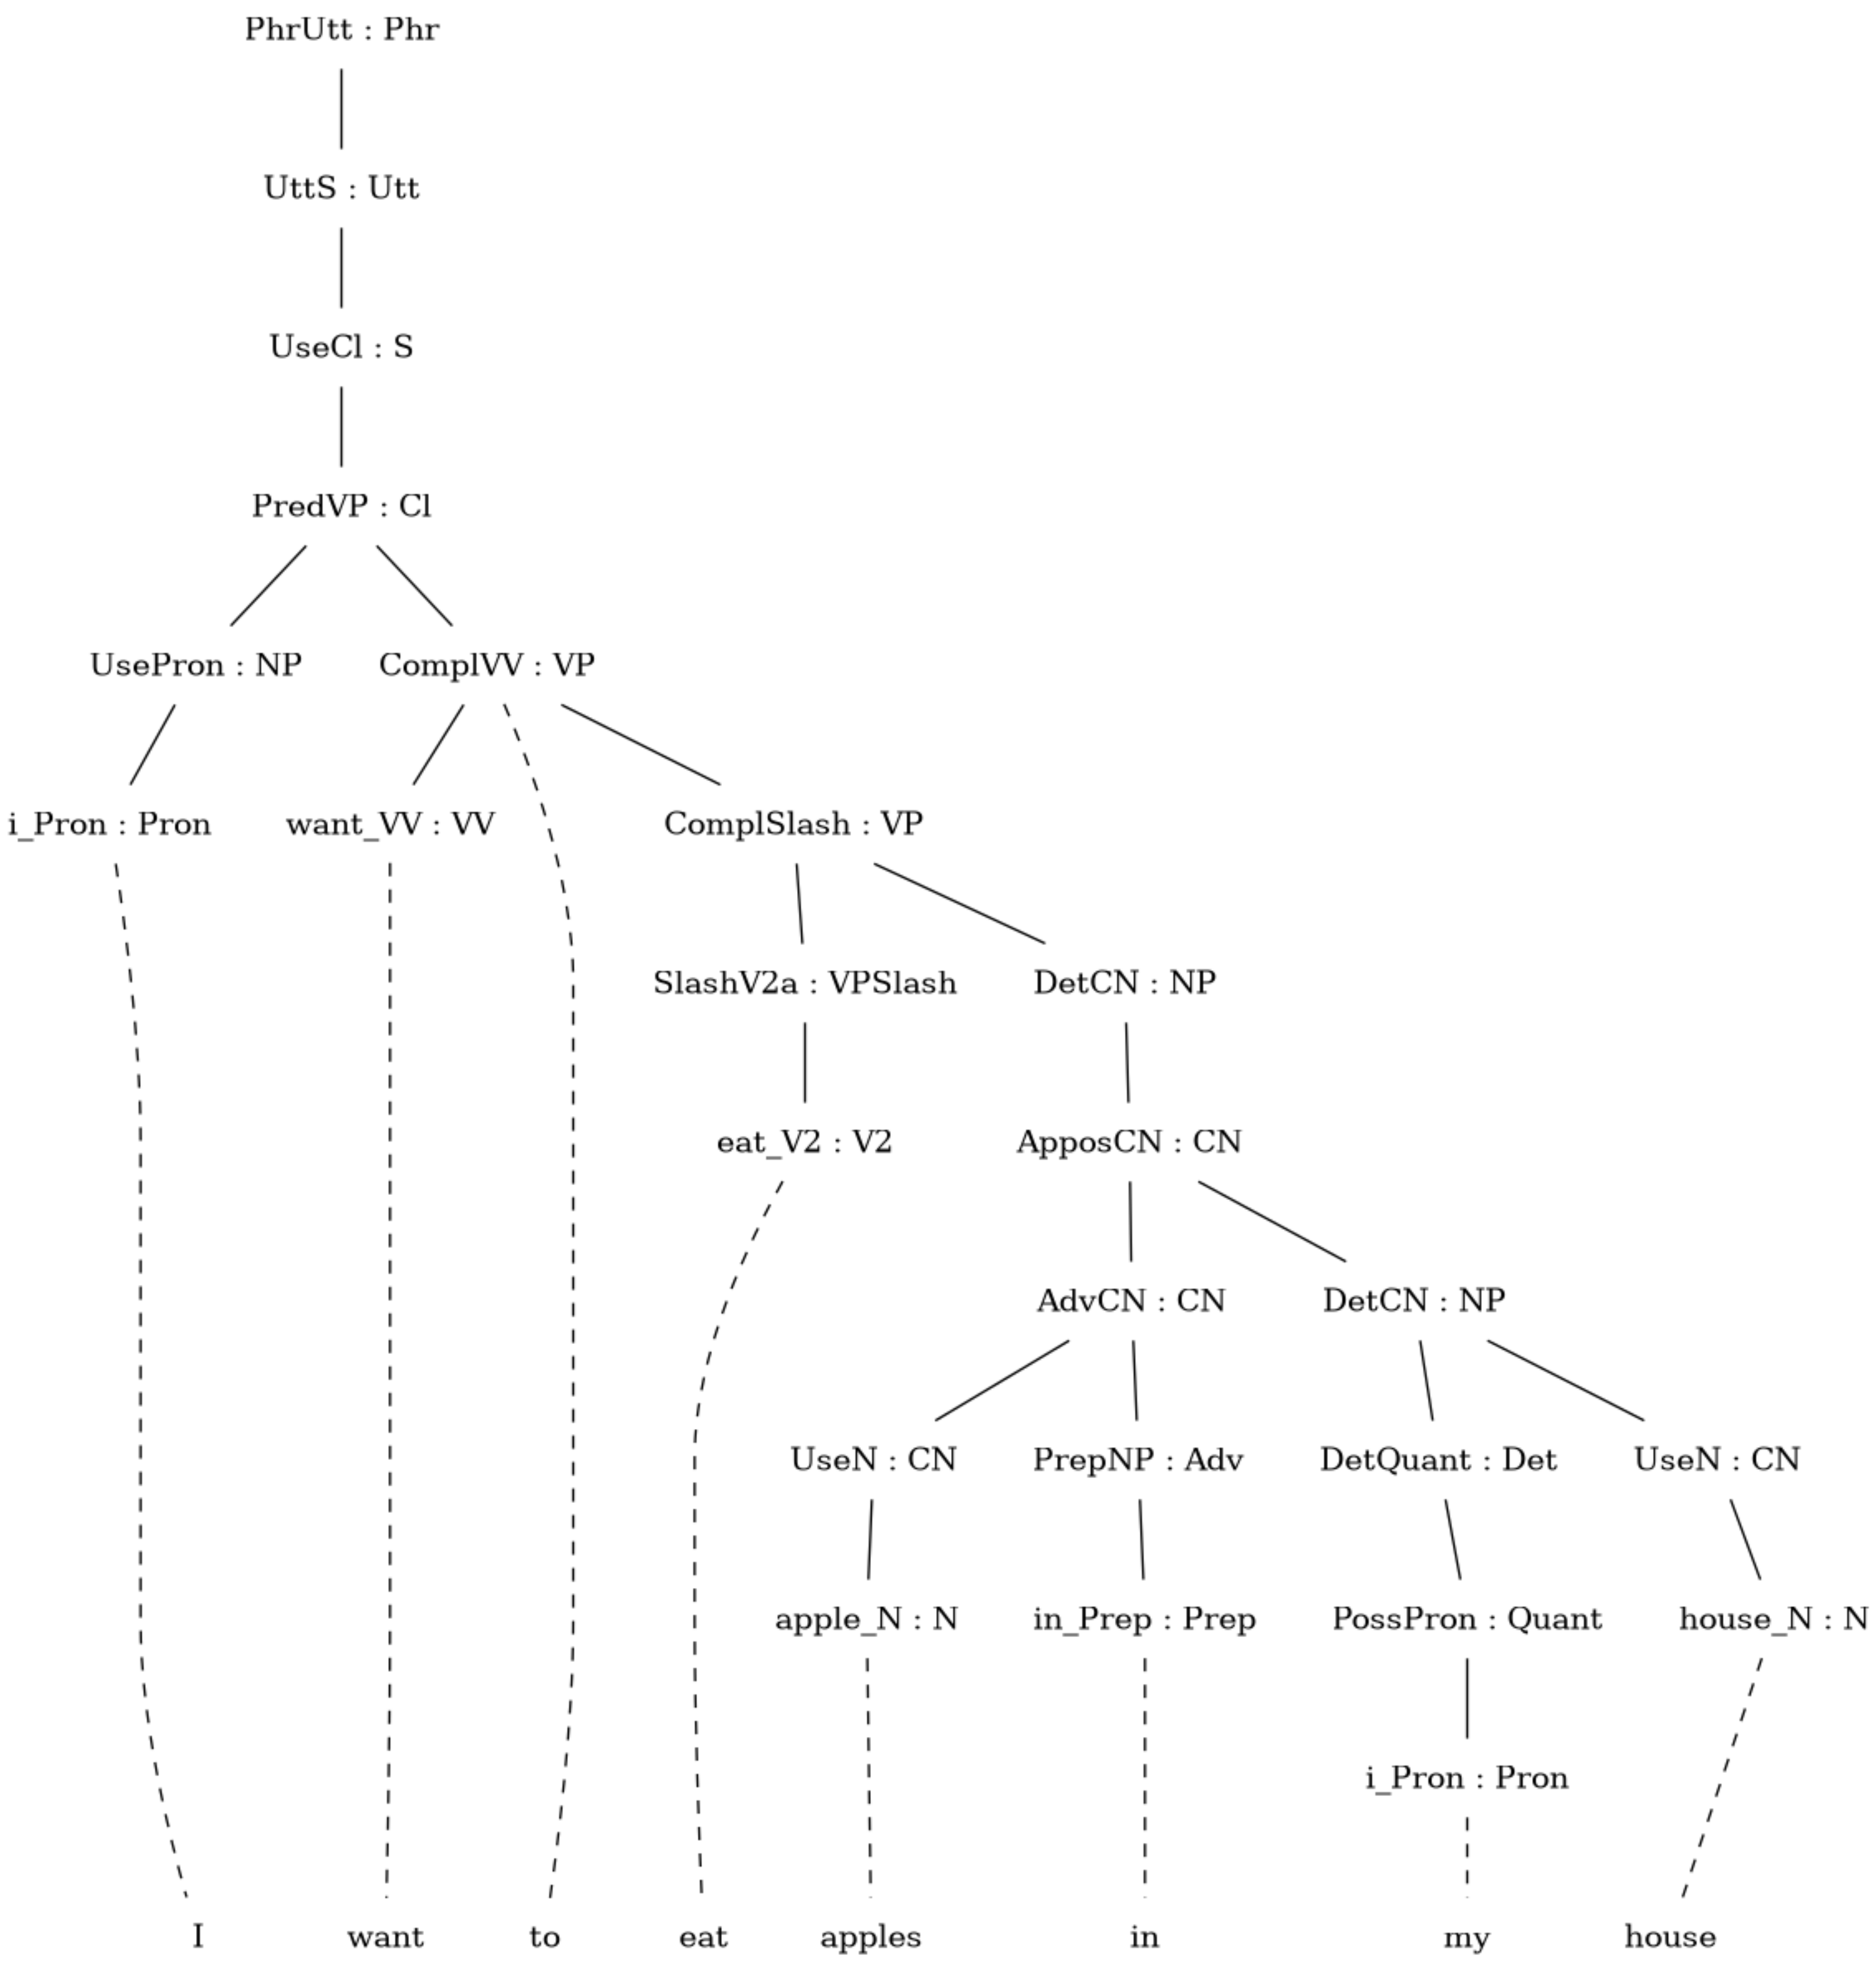 PhrUtt : Phr
UttS : Utt
UseCl : S
PredVP : Cl
UsePron : NP ComplVV : VP
i_Pron : Pron want_VV : VV ComplSlash : VP
SlashV2a : VPSlash DetCN : NP
eat_V2 : V2 ApposCN : CN
AdvCN : CN DetCN : NP
UseN : CN PrepNP : Adv DetQuant : Det UseN : CN
apple_N : N in_Prep : Prep PossPron : Quant house_N : N
i_Pron : Pron
I want to eat apples in my house